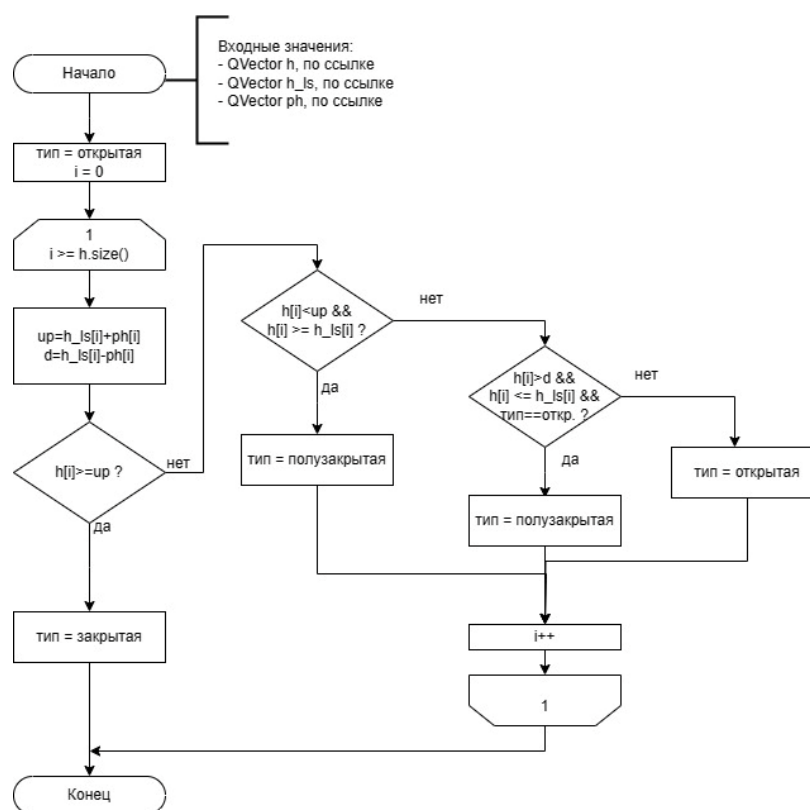 Входные значения:
- QVector h, по ссылке
- QVector h_ls, по ссылке
- QVector ph, по ссылке
Начало
тип = открытая
i = 0
1
i >= h.size()
up=h_ls[i]+ph[i]
d=h_ls[i]-ph[i]
h[i]>=up ?
нет
да
тип = закрытая
h[i]<up &&
h[i] >= h_ls[i] ?
нет
да
тип = полузакрытая
h[i]>d &&
h[i] <= h_ls[i] &&
тип==откр. ?
нет
да
тип = открытая
тип = полузакрытая
i++
1
Конец